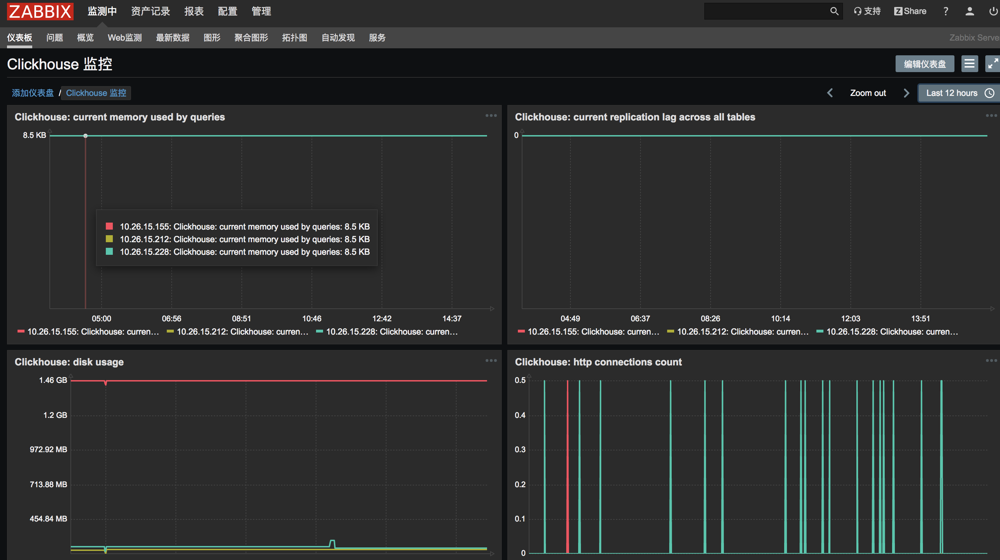 ZABBIX 监测中 资产记录 报表 配置 管理 支持 Z Share ?
仪表板 问题 概览 Web监测 最新数据 图形 聚合图形 拓扑图 自动发现 服务 Zabbix Serve
Clickhouse 监控 编辑仪表盘
添加仪表盘 / Clickhouse 监控 Zoom out Last 12 hours
Clickhouse: current memory used by queries
8.5 KB
10.26.15.155: Clickhouse: current memory used by queries: 8.5 KB
10.26.15.212: Clickhouse: current memory used by queries: 8.5 KB
10.26.15.228: Clickhouse: current memory used by queries: 8.5 KB
05:00 06:56 08:51 10:46 12:42 14:37
10.26.15.155: Clickhouse: curren… 10.26.15.212: Clickhouse: curren… 10.26.15.228: Clickhouse: curren…
Clickhouse: current replication lag across all tables
0
04:49 06:37 08:26 10:14 12:03 13:51
10.26.15.155: Clickhouse: curren… 10.26.15.212: Clickhouse: curren… 10.26.15.228: Clickhouse: curren…
Clickhouse: disk usage
1.46 GB
1.2 GB
972.92 MB
713.88 MB
454.84 MB
Clickhouse: http connections count
0.5
0.4
0.3
0.2
0.1
0